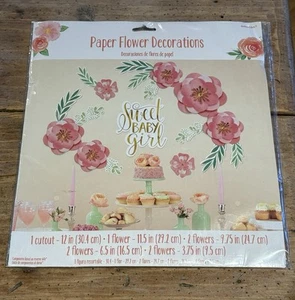 Paper Flower Decorations
Decoraciones de flores de papel
Sweet
BABY
girl
1 cutout - 12 in (30.4 cm) - 1 flower - 11.5 in (29.2 cm) - 2 flowers - 9.75 in (24.7 cm)
2 flowers - 6.5 in (16.5 cm) - 2 flowers - 3.75 in (9.5 cm)